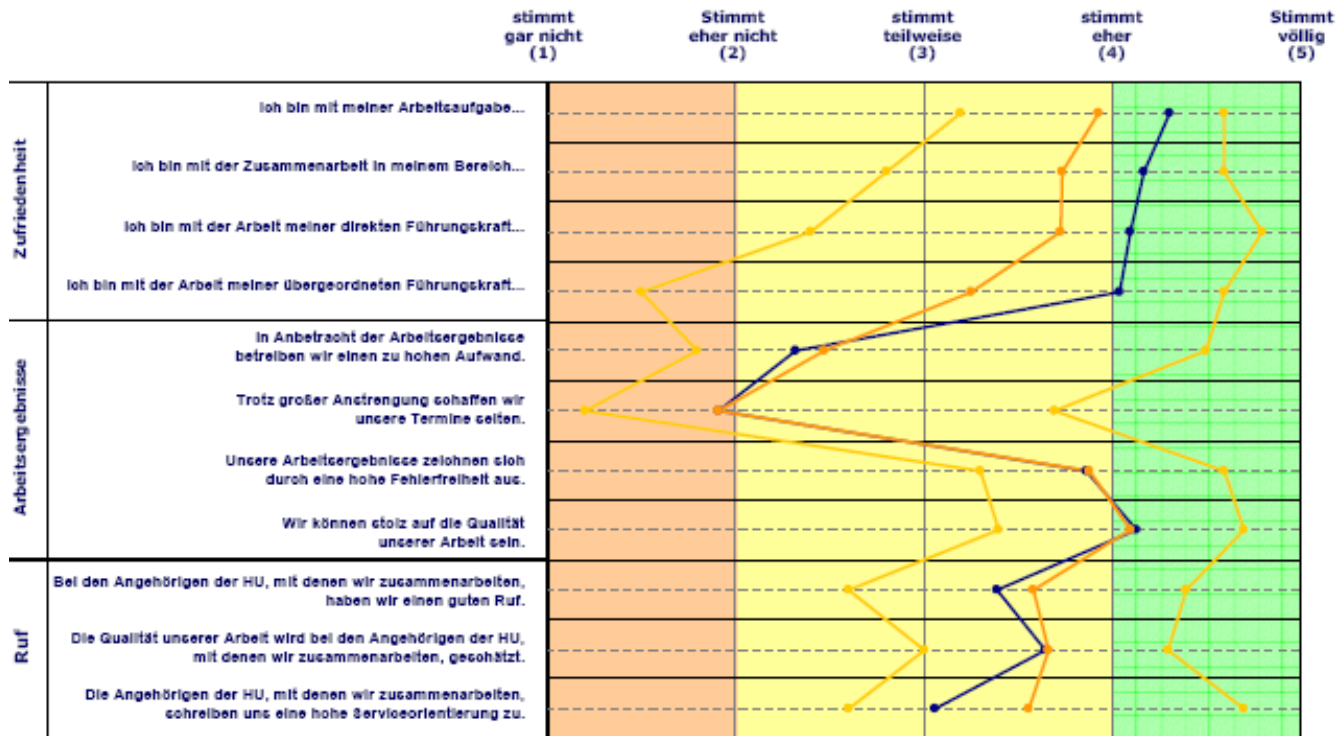 stimmt
gar nicht
(1)
Stimmt
eher nicht
(2)
stimmt
teilweise
(3)
stimmt
eher
(4)
Stimmt
völlig
(5)
Zufriedenheit
Ich bin mit meiner Arbeitsaufgabe...
Ich bin mit der Zusammenarbeit in meinem Bereich...
Ich bin mit der Arbeit meiner direkten Führungskraft...
Ich bin mit der Arbeit meiner übergeordneten Führungskraft...
Arbeitsergebnisse
In Anbetracht der Arbeitsergebnisse
betreiben wir einen zu hohen Aufwand.
Trotz großer Anstrengung schaffen wir
unsere Termine selten.
Unsere Arbeitsergebnisse zeichnen sich
durch eine hohe Fehlerfreiheit aus.
Wir können stolz auf die Qualität
unserer Arbeit sein.
Ruf
Bei den Angehörigen der HU, mit denen wir zusammenarbeiten,
haben wir einen guten Ruf.
Die Qualität unserer Arbeit wird bei den Angehörigen der HU,
mit denen wir zusammenarbeiten, geschätzt.
Die Angehörigen der HU, mit denen wir zusammenarbeiten,
schreiben uns eine hohe Serviceorientierung zu.